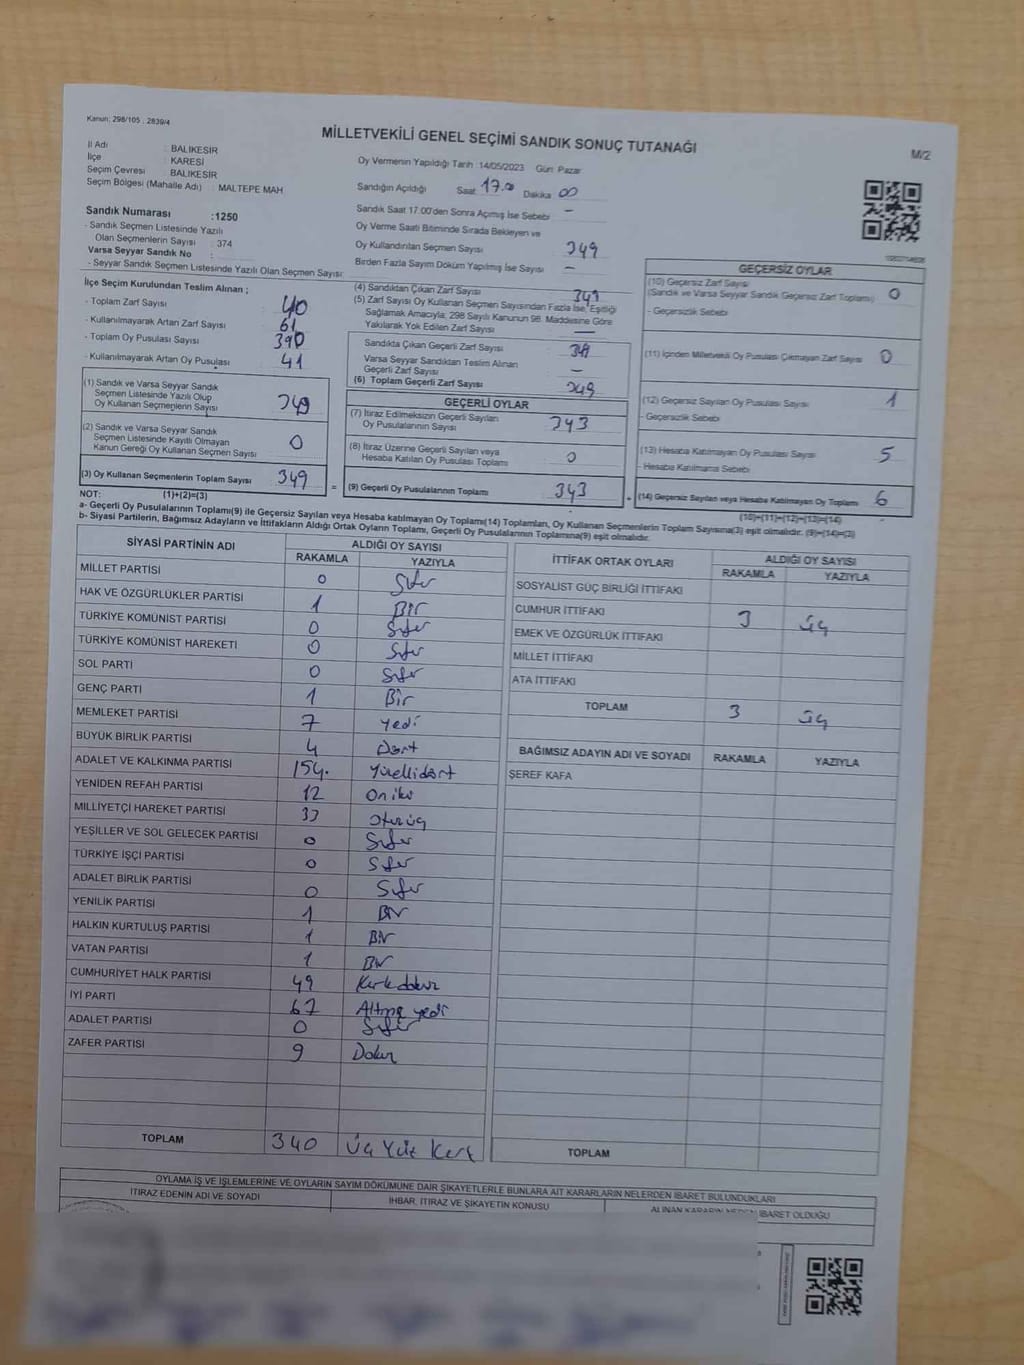 Kanun: 298/105 : 2839/4
MİLLETVEKİLİ GENEL SEÇİMİ SANDIK SONUÇ TUTANAĞI
M/2
İl Adı : BALIKESİR
İlçe : KARESİ
Seçim Çevresi : BALIKESİR
Seçim Bölgesi (Mahalle Adı) : MALTEPE MAH
Oy Vermenin Yapıldığı Tarih : 14/05/2023 Gün: Pazar
Sandığın Açıldığı Saat 17.00 Dakika 00
Sandık Saat 17.00'den Sonra Açmış İse Sebebi –
Oy Verme Saati Bitiminde Sırada Bekleyen ve
Oy Kullandırılan Seçmen Sayısı 349
Birden Fazla Sayım Döküm Yapılmış İse Sayısı –
Sandık Numarası :1250
- Sandık Seçmen Listesinde Yazılı
Olan Seçmenlerin Sayısı : 374
Varsa Seyyar Sandık No :
- Seyyar Sandık Seçmen Listesinde Yazılı Olan Seçmen Sayısı:
İlçe Seçim Kurulundan Teslim Alınan ;
- Toplam Zarf Sayısı
- Kullanılmayarak Artan Zarf Sayısı 61
- Toplam Oy Pusulası Sayısı 390
- Kullanılmayarak Artan Oy Pusulası 41
(4) Sandıktan Çıkan Zarf Sayısı 349
(5) Zarf Sayısı Oy Kullanan Seçmen Sayısından Fazla İse, Eşitliği
Sağlamak Amacıyla, 298 Sayılı Kanunun 98. Maddesine Göre
Yakılarak Yok Edilen Zarf Sayısı –
Sandıkta Çıkan Geçerli Zarf Sayısı
Varsa Seyyar Sandıktan Teslim Alınan
Geçerli Zarf Sayısı –
(6) Toplam Geçerli Zarf Sayısı 349
GEÇERSİZ OYLAR
(10) Geçersiz Zarf Sayısı
(Sandık ve Varsa Seyyar Sandık Geçersiz Zarf Toplamı) 0
- Geçersizlik Sebebi
(11) İçinden Milletvekili Oy Pusulası Çıkmayan Zarf Sayısı 0
(12) Geçersiz Sayılan Oy Pusulası Sayısı 1
- Geçersizlik Sebebi
(13) Hesaba Katılmayan Oy Pusulası Sayısı 5
- Hesaba Katılmama Sebebi
(14) Geçersiz Sayılan veya Hesaba Katılmayan Oy Toplamı 6
(10)+(11)+(12)+(13)=(14)
(1) Sandık ve Varsa Seyyar Sandık
Seçmen Listesinde Yazılı Olup
Oy Kullanan Seçmenlerin Sayısı 349
(2) Sandık ve Varsa Seyyar Sandık
Seçmen Listesinde Kayıtlı Olmayan
Kanun Gereği Oy Kullanan Seçmen Sayısı 0
(3) Oy Kullanan Seçmenlerin Toplam Sayısı 349 =
GEÇERLİ OYLAR
(7) İtiraz Edilmeksizin Geçerli Sayılan
Oy Pusulalarının Sayısı 343
(8) İtiraz Üzerine Geçerli Sayılan veya
Hesaba Katılan Oy Pusulası Toplamı 0
(9) Geçerli Oy Pusulalarının Toplamı 343 +
NOT: (1)+(2)=(3)
a- Geçerli Oy Pusulalarının Toplamı(9) ile Geçersiz Sayılan veya Hesaba katılmayan Oy Toplamı(14) Toplamları, Oy Kullanan Seçmenlerin Toplam Sayısına(3) eşit olmalıdır. (9)+(14)=(3)
b- Siyasi Partilerin, Bağımsız Adayların ve İttifakların Aldığı Ortak Oyların Toplamı, Geçerli Oy Pusulalarının Toplamına(9) eşit olmalıdır.
SİYASİ PARTİNİN ADI ALDIĞI OY SAYISI
RAKAMLA YAZIYLA
MİLLET PARTİSİ 0 Sıfır
HAK VE ÖZGÜRLÜKLER PARTİSİ 1 Bir
TÜRKİYE KOMÜNİST PARTİSİ 0 Sıfır
TÜRKİYE KOMÜNİST HAREKETİ 0 Sıfır
SOL PARTİ 0 Sıfır
GENÇ PARTİ 1 Bir
MEMLEKET PARTİSİ 7 yedi
BÜYÜK BİRLİK PARTİSİ 4 Dört
ADALET VE KALKINMA PARTİSİ 154. Yüzellidört
YENİDEN REFAH PARTİSİ 12 Oniki
MİLLİYETÇİ HAREKET PARTİSİ 33 Otuzüç
YEŞİLLER VE SOL GELECEK PARTİSİ 0 Sıfır
TÜRKİYE İŞÇİ PARTİSİ 0 Sıfır
ADALET BİRLİK PARTİSİ 0 Sıfır
YENİLİK PARTİSİ 1 Bir
HALKIN KURTULUŞ PARTİSİ 1 Bir
VATAN PARTİSİ 1 Bir
CUMHURİYET HALK PARTİSİ 49 Kırkdokuz
İYİ PARTİ 67 Altmış yedi
ADALET PARTİSİ 0 Sıfır
ZAFER PARTİSİ 9 Dokuz
TOPLAM 340 Üç Yüz Kırk
İTTİFAK ORTAK OYLARI ALDIĞI OY SAYISI
RAKAMLA YAZIYLA
SOSYALİST GÜÇ BİRLİĞİ İTTİFAKI
CUMHUR İTTİFAKI 3 üç
EMEK VE ÖZGÜRLÜK İTTİFAKI
MİLLET İTTİFAKI
ATA İTTİFAKI
TOPLAM 3 üç
BAĞIMSIZ ADAYIN ADI VE SOYADI RAKAMLA YAZIYLA
ŞEREF KAFA
TOPLAM
OYLAMA İŞ VE İŞLEMLERİNE VE OYLARIN SAYIM DÖKÜMÜNE DAİR ŞİKAYETLERLE BUNLARA AİT KARARLARIN NELERDEN İBARET BULUNDUKLARI
İTİRAZ EDENİN ADI VE SOYADI İHBAR, İTİRAZ VE ŞİKAYETİN KONUSU ALINAN KARARIN NEDEN İBARET OLDUĞU